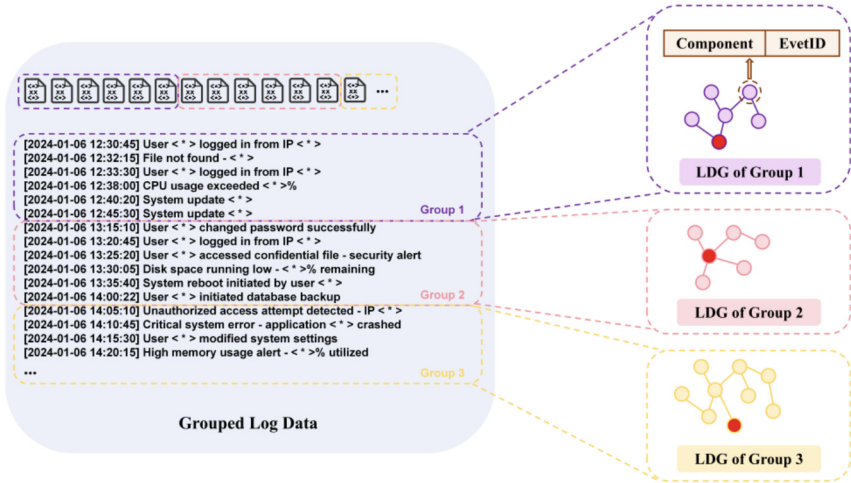 Component EvetID
...
[2024-01-06 12:30:45] User < * > logged in from IP < * >
[2024-01-06 12:32:15] File not found - < * >
[2024-01-06 12:33:30] User < * > logged in from IP < * >
[2024-01-06 12:38:00] CPU usage exceeded < * >%
[2024-01-06 12:40:20] System update < * >
[2024-01-06 12:45:30] System update < * >
Group 1
LDG of Group 1
[2024-01-06 13:15:10] User < * > changed password successfully
[2024-01-06 13:20:45] User < * > logged in from IP < * >
[2024-01-06 13:25:20] User < * > accessed confidential file - security alert
[2024-01-06 13:30:05] Disk space running low - < * >% remaining
[2024-01-06 13:35:40] System reboot initiated by user < * >
[2024-01-06 14:00:22] User < * > initiated database backup
Group 2
LDG of Group 2
[2024-01-06 14:05:10] Unauthorized access attempt detected - IP < * >
[2024-01-06 14:10:45] Critical system error - application < * > crashed
[2024-01-06 14:15:30] User < * > modified system settings
[2024-01-06 14:20:15] High memory usage alert - < * >% utilized
...
Group 3
LDG of Group 3
Grouped Log Data